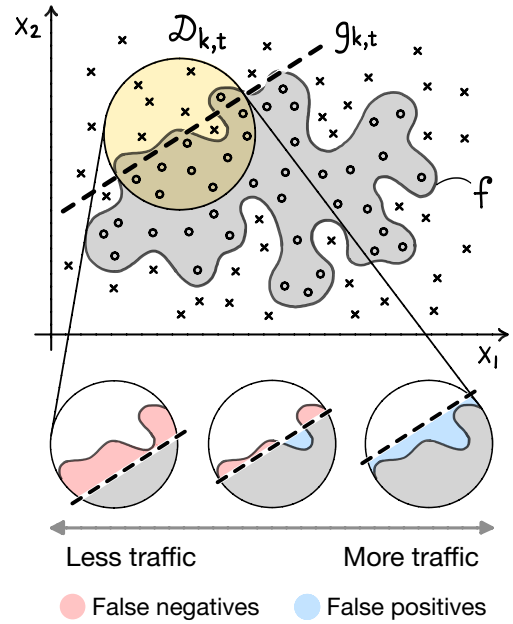 X₂
𝒟ₖ,ₜ
gₖ,ₜ
f
X₁
Less traffic
More traffic
False negatives
False positives